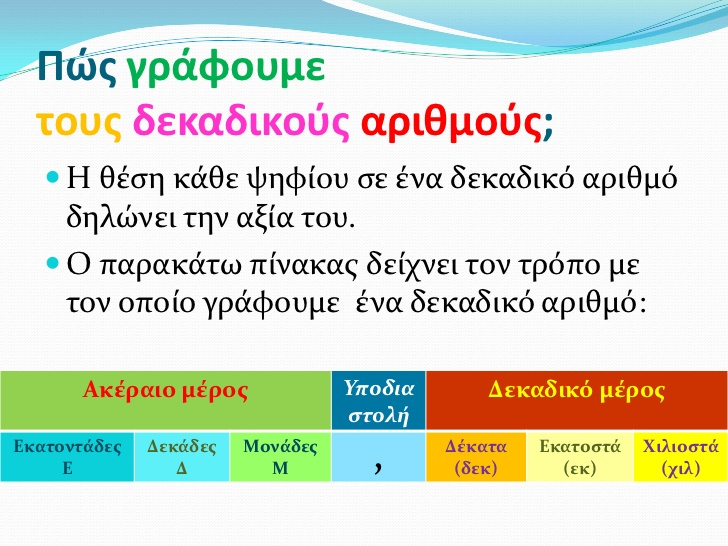 Πώς γράφουμε
τους δεκαδικούς αριθμούς;
Η θέση κάθε ψηφίου σε ένα δεκαδικό αριθμό
δηλώνει την αξία του.
Ο παρακάτω πίνακας δείχνει τον τρόπο με
τον οποίο γράφουμε ένα δεκαδικό αριθμό:
Ακέραιο μέρος Υποδια
στολή Δεκαδικό μέρος
Εκατοντάδες Δεκάδες Μονάδες , Δέκατα Εκατοστά Χιλιοστά
Ε Δ Μ (δεκ) (εκ) (χιλ)